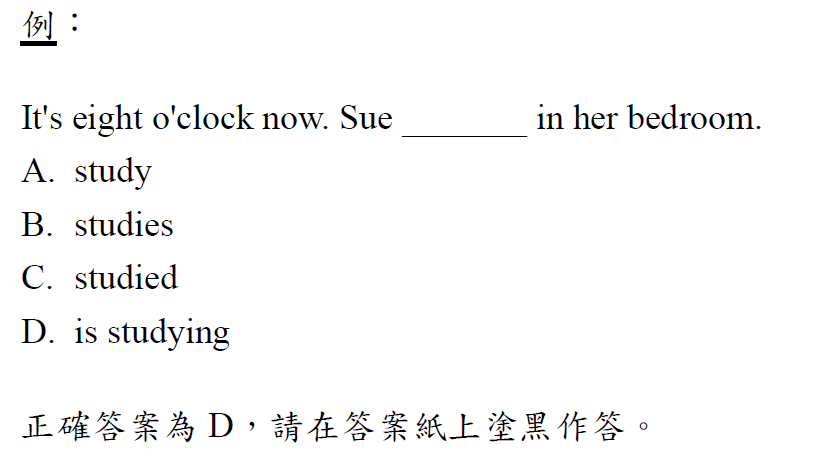 例：
It's eight o'clock now. Sue _______ in her bedroom.
A. study
B. studies
C. studied
D. is studying
正確答案為 D，請在答案紙上塗黑作答。